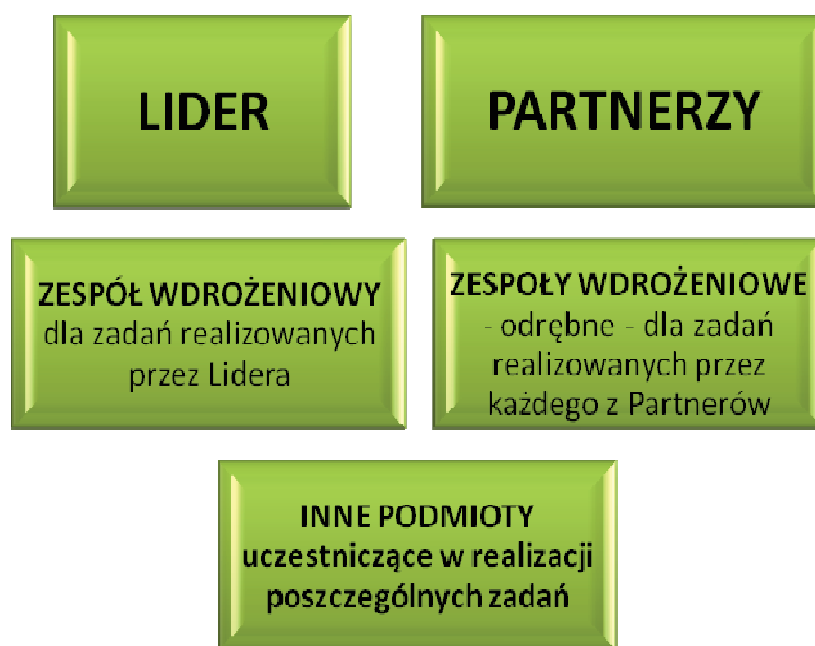 LIDER
PARTNERZY
ZESPÓŁ WDROŻENIOWY
dla zadań realizowanych
przez Lidera
ZESPOŁY WDROŻENIOWE
- odrębne - dla zadań
realizowanych przez
każdego z Partnerów
INNE PODMIOTY
uczestniczące w realizacji
poszczególnych zadań